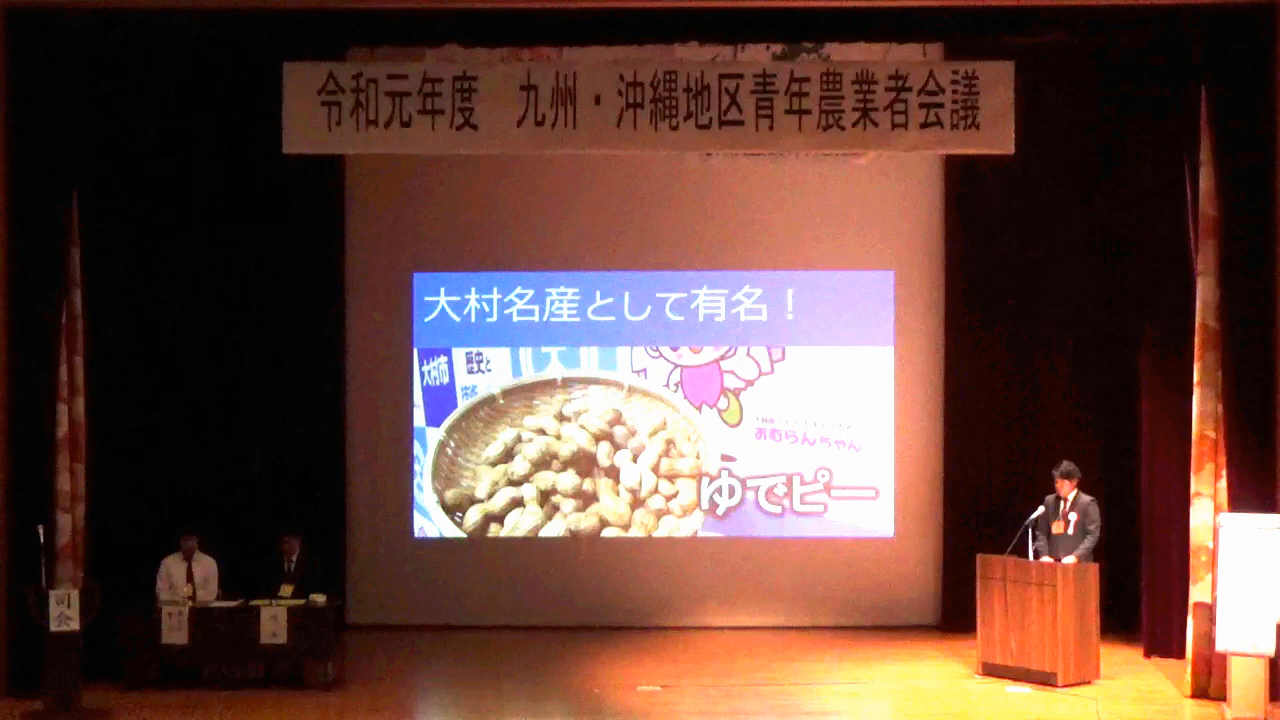 令和元年度 九州・沖縄地区青年農業者会議
大村名産として有名！
大村市
歴史と
おむらんちゃん
ゆでピー
司会